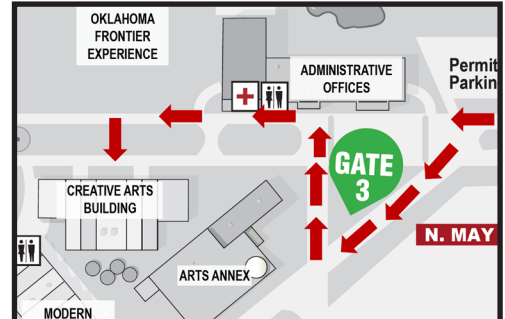 OKLAHOMA
FRONTIER
EXPERIENCE
ADMINISTRATIVE
OFFICES
Permit
Parkin
GATE
3
CREATIVE ARTS
BUILDING
N. MAY
ARTS ANNEX
MODERN